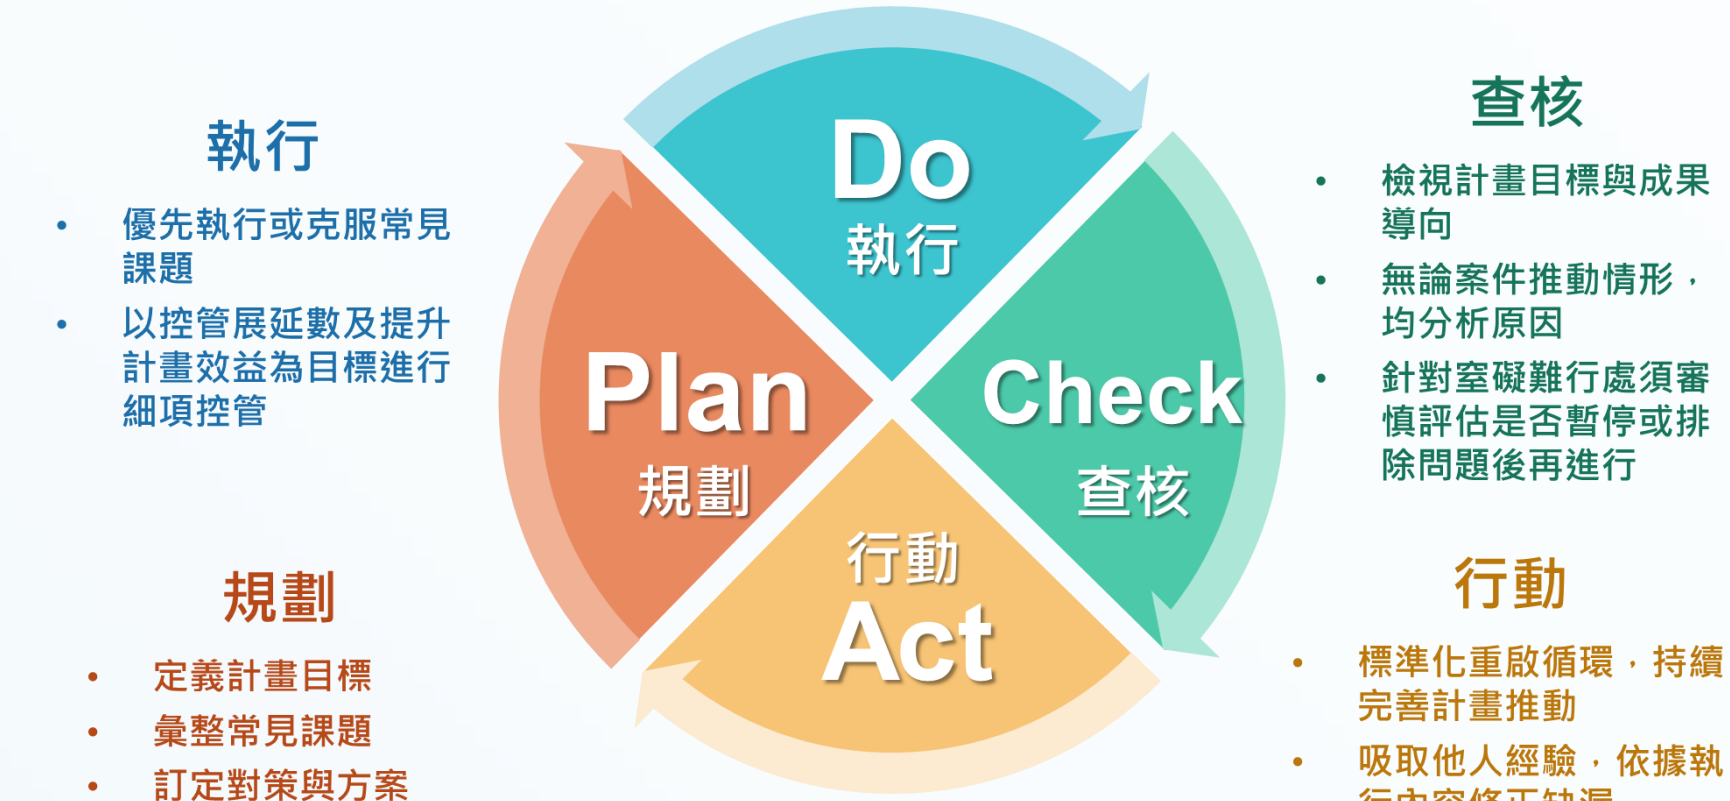 執行
• 優先執行或克服常見
課題
• 以控管展延數及提升
計畫效益為目標進行
細項控管
規劃
• 定義計畫目標
• 彙整常見課題
• 訂定對策與方案
Do
執行
Plan
規劃
Check
查核
行動
Act
查核
• 檢視計畫目標與成果
導向
• 無論案件推動情形，
均分析原因
• 針對窒礙難行處須審
慎評估是否暫停或排
除問題後再進行
行動
• 標準化重啟循環，持續
完善計畫推動
• 吸取他人經驗，依據執
行內容修正缺漏